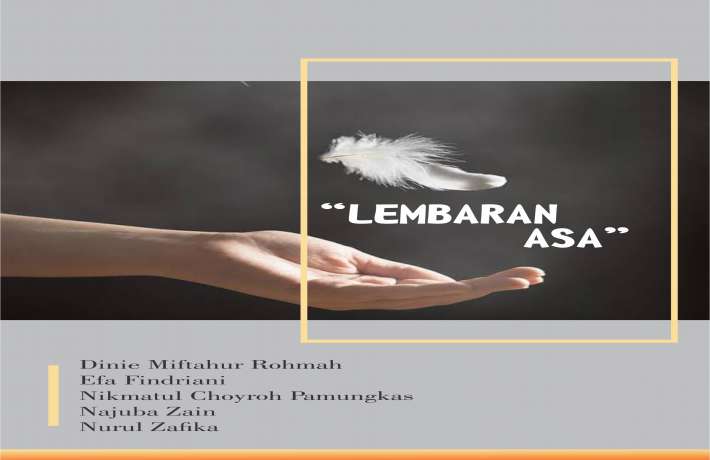 “LEMBARAN
ASA”
Dinie Miftahur Rohmah
Efa Findriani
Nikmatul Choyroh Pamungkas
Najuba Zain
Nurul Zafika